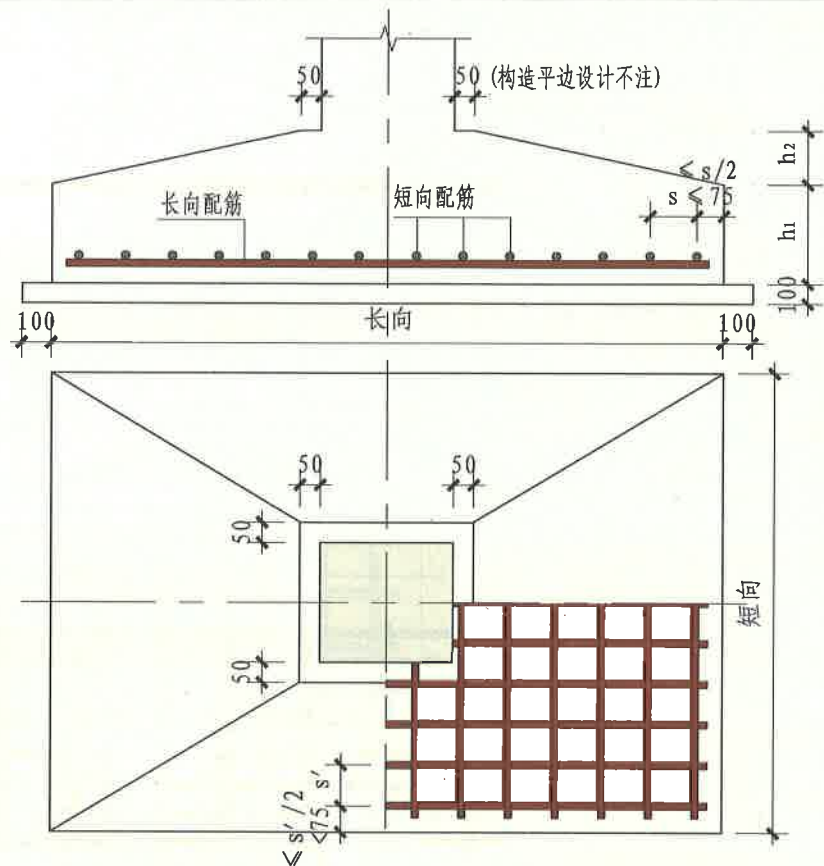 50
50 (构造平边设计不注)
h₂
≤ s/2
s ≤ 75
长向配筋
短向配筋
h₁
100
长向
100
100
50
50
50
短向
50
s'
≤ s'/2
≤75